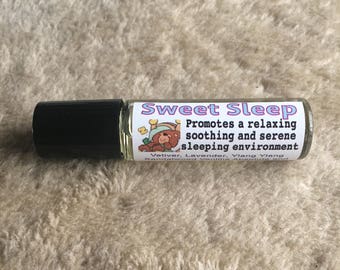 Sweet Sleep
Promotes a relaxing
soothing and serene
sleeping environment
Vetiver, Lavender, Ylang Ylang